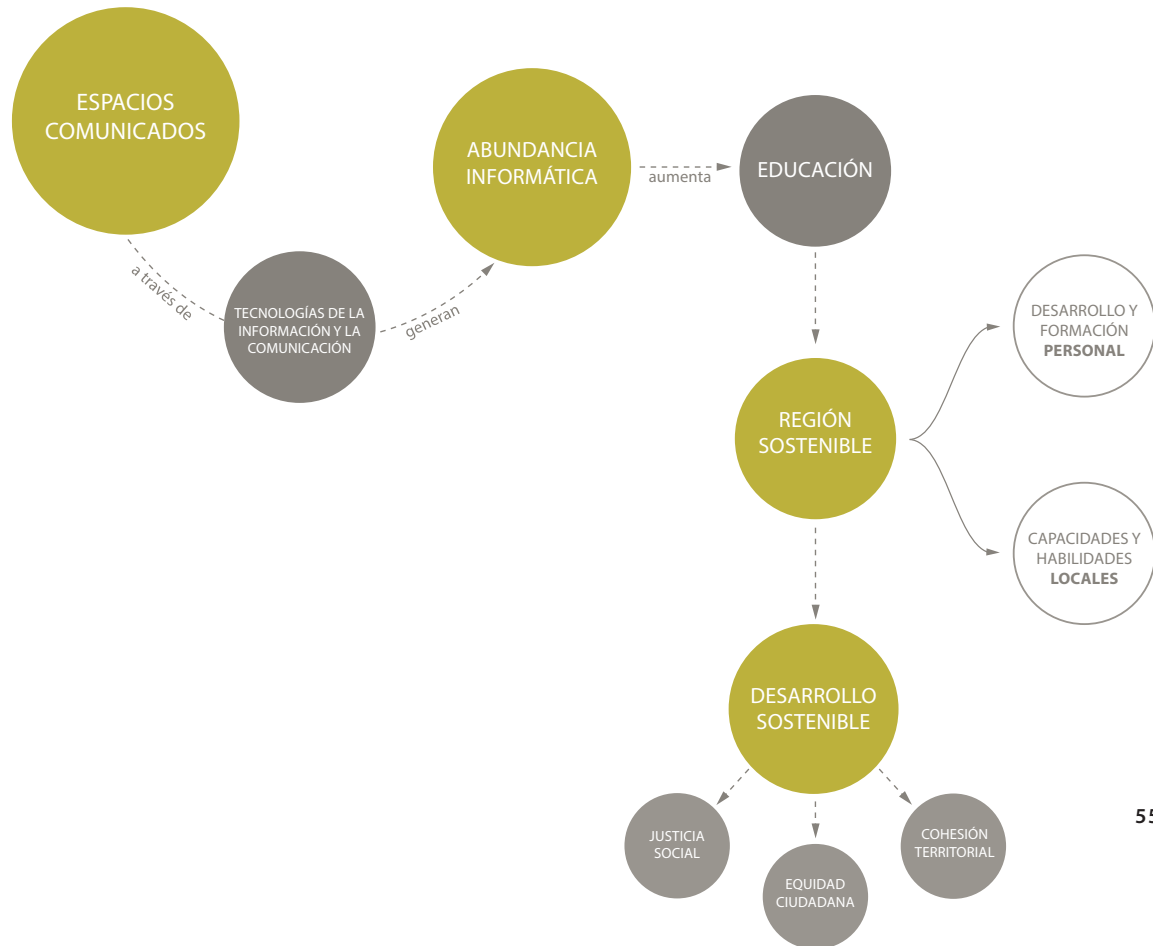 ESPACIOS
COMUNICADOS
a través de
TECNOLOGÍAS DE LA
INFORMACIÓN Y LA
COMUNICACIÓN
generan
ABUNDANCIA
INFORMÁTICA
aumenta
EDUCACIÓN
REGIÓN
SOSTENIBLE
DESARROLLO Y
FORMACIÓN
PERSONAL
CAPACIDADES Y
HABILIDADES
LOCALES
DESARROLLO
SOSTENIBLE
JUSTICIA
SOCIAL
EQUIDAD
CIUDADANA
COHESIÓN
TERRITORIAL
55